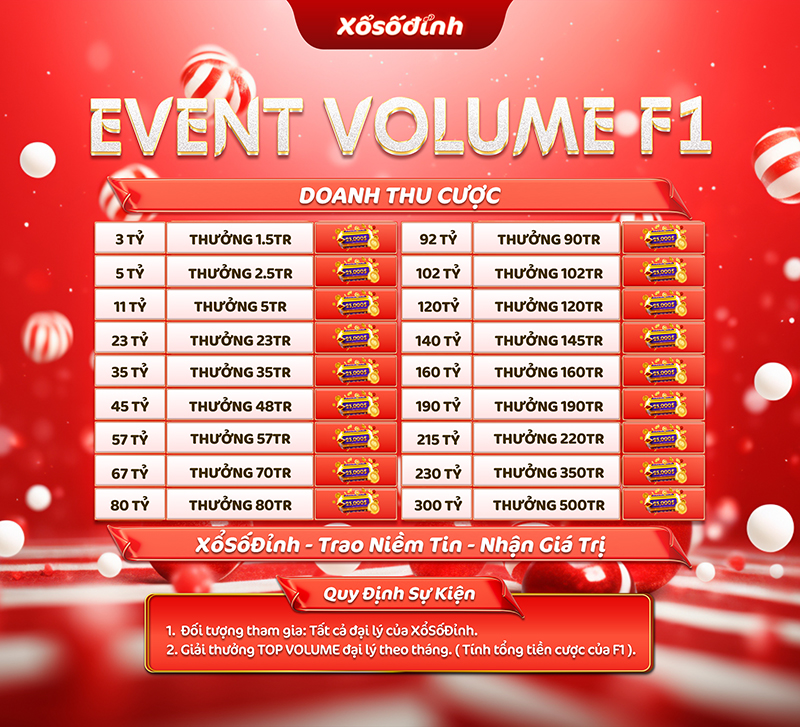 XổSốĐỉnh
EVENT VOLUME F1
DOANH THU CƯỢC
3 TỶ THƯỞNG 1.5TR 92 TỶ THƯỞNG 90TR
5 TỶ THƯỞNG 2.5TR 102 TỶ THƯỞNG 102TR
11 TỶ THƯỞNG 5TR 120TỶ THƯỞNG 120TR
23 TỶ THƯỞNG 23TR 140 TỶ THƯỞNG 145TR
35 TỶ THƯỞNG 35TR 160 TỶ THƯỞNG 160TR
45 TỶ THƯỞNG 48TR 190 TỶ THƯỞNG 190TR
57 TỶ THƯỞNG 57TR 215 TỶ THƯỞNG 220TR
67 TỶ THƯỞNG 70TR 230 TỶ THƯỞNG 350TR
80 TỶ THƯỞNG 80TR 300 TỶ THƯỞNG 500TR
XổSốĐỉnh - Trao Niềm Tin - Nhận Giá Trị
Quy Định Sự Kiện
1. Đối tượng tham gia: Tất cả đại lý của XổSốĐỉnh.
2. Giải thưởng TOP VOLUME đại lý theo tháng. ( Tính tổng tiền cược của F1 ).